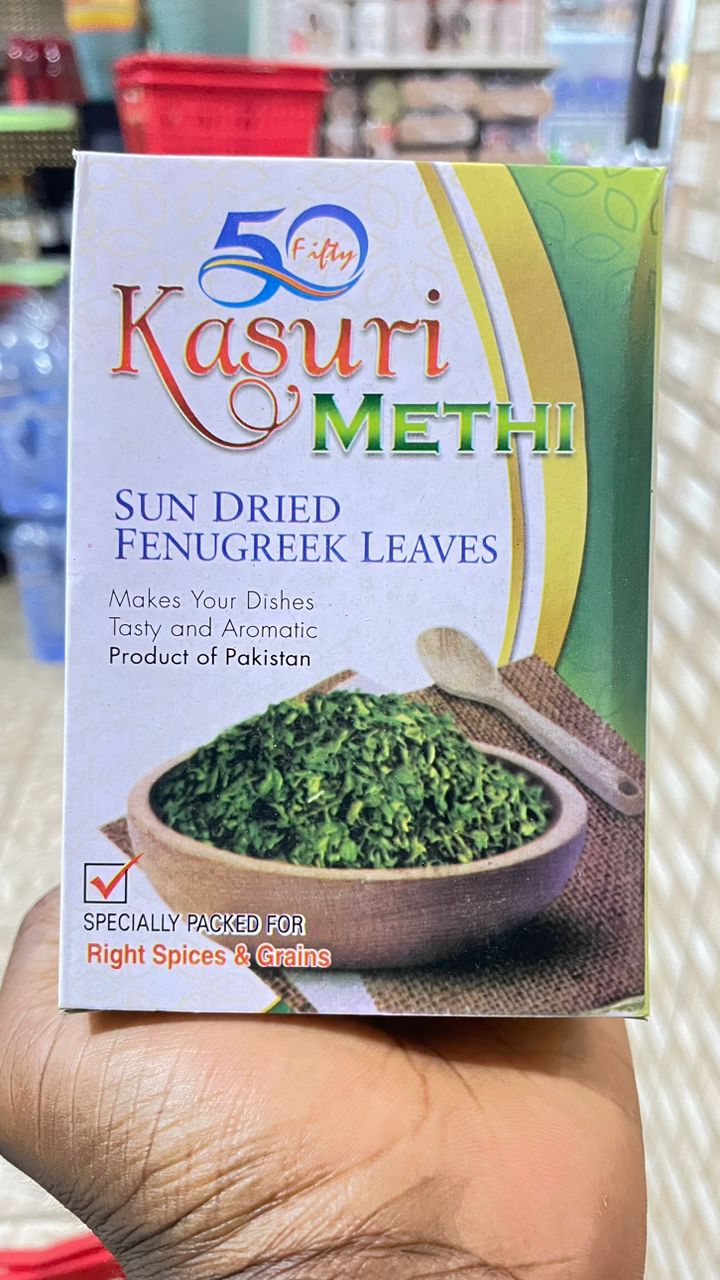 50
Fifty
Kasuri
METHI
SUN DRIED
FENUGREEK LEAVES
Makes Your Dishes
Tasty and Aromatic
Product of Pakistan
SPECIALLY PACKED FOR
Right Spices & Grains